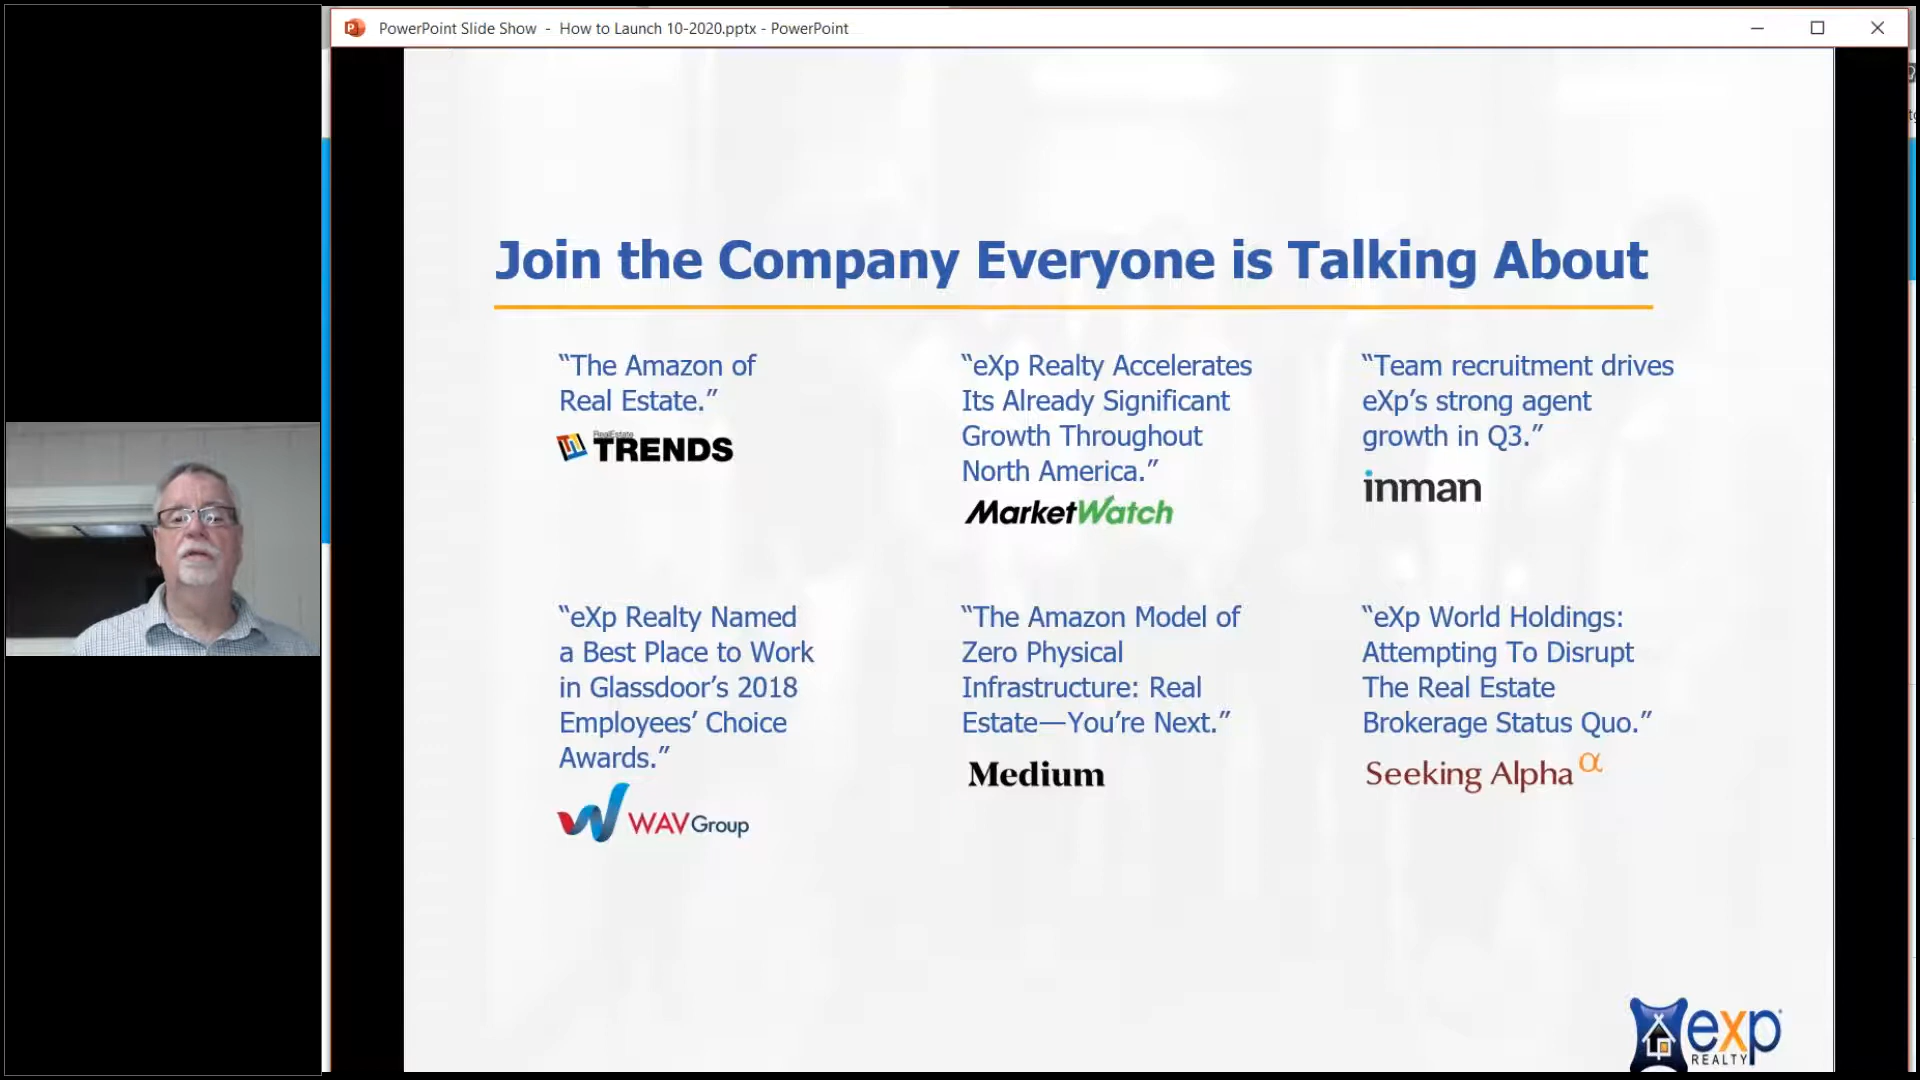 PowerPoint Slide Show - How to Launch 10-2020.pptx - PowerPoint
Join the Company Everyone is Talking About
“The Amazon of
Real Estate.”
RealEstate
TRENDS
“eXp Realty Accelerates
Its Already Significant
Growth Throughout
North America.”
MarketWatch
“Team recruitment drives
eXp’s strong agent
growth in Q3.”
inman
“eXp Realty Named
a Best Place to Work
in Glassdoor’s 2018
Employees’ Choice
Awards.”
WAVGroup
“The Amazon Model of
Zero Physical
Infrastructure: Real
Estate—You’re Next.”
Medium
“eXp World Holdings:
Attempting To Disrupt
The Real Estate
Brokerage Status Quo.”
Seeking Alpha α
exp
REALTY